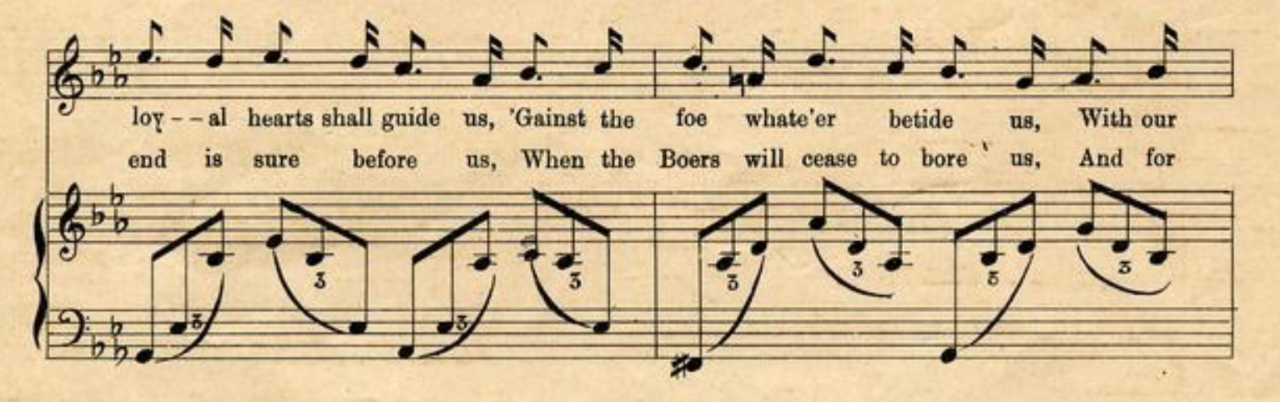 loy--al hearts shall guide us, 'Gainst the foe whate'er betide us, With our
end is sure before us, When the Boers will cease to bore us, And for
3 3 3 3
3 3 3 3